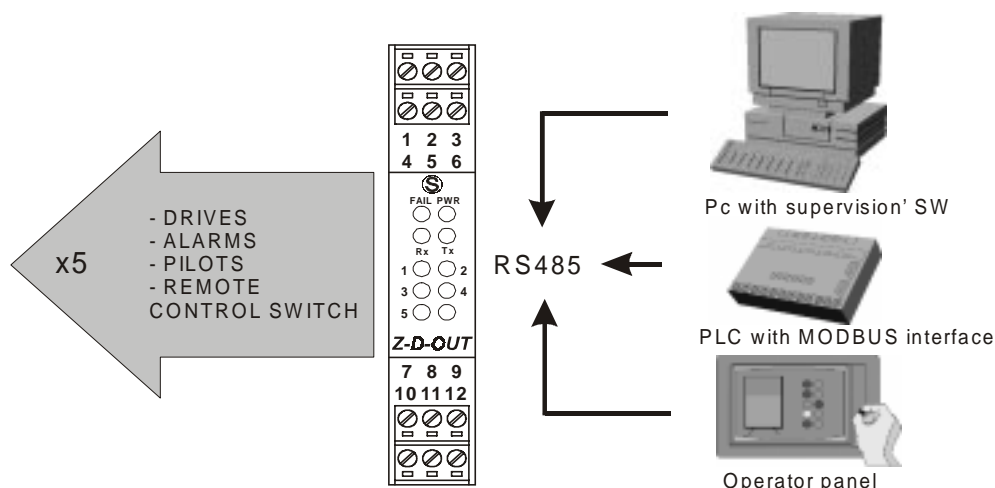 1 2 3
4 5 6
S
FAIL PWR
Rx Tx
1 2
3 4
5
Z-D-OUT
7 8 9
10 11 12
x5
- DRIVES
- ALARMS
- PILOTS
- REMOTE
CONTROL SWITCH
RS485
Pc with supervision' SW
PLC with MODBUS interface
Operator panel